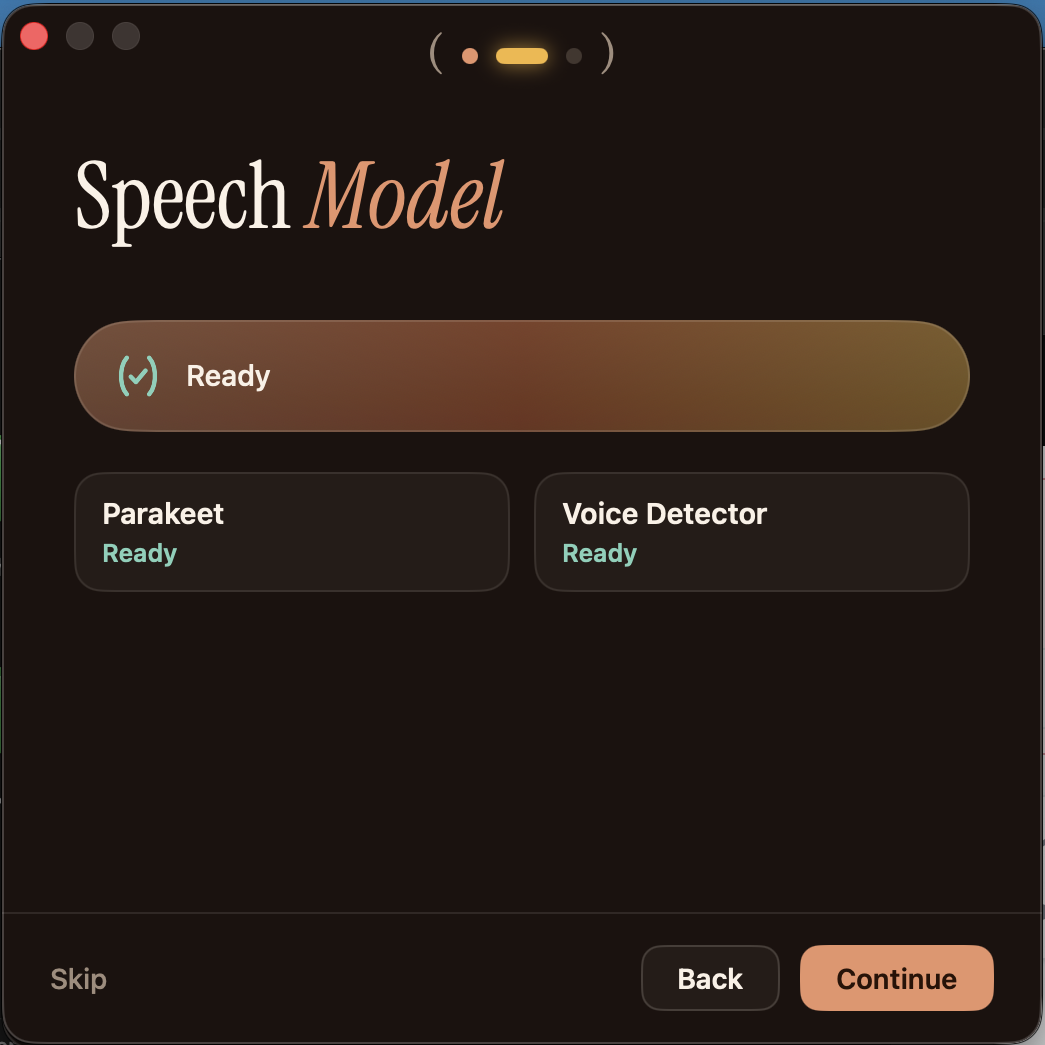 Speech Model
Ready
Parakeet
Ready
Voice Detector
Ready
Skip
Back
Continue